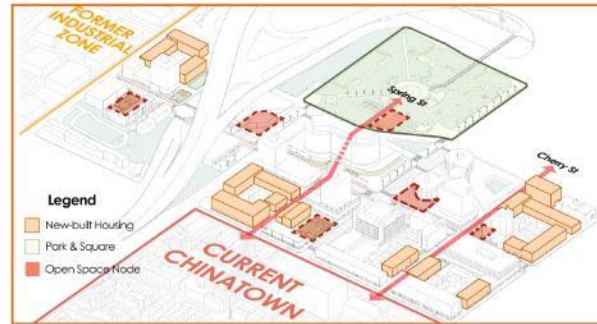 FORMER
INDUSTRIAL
ZONE
Spring St
Cherry St
Legend
New-built Housing
Park & Square
Open Space Node
CURRENT
CHINATOWN